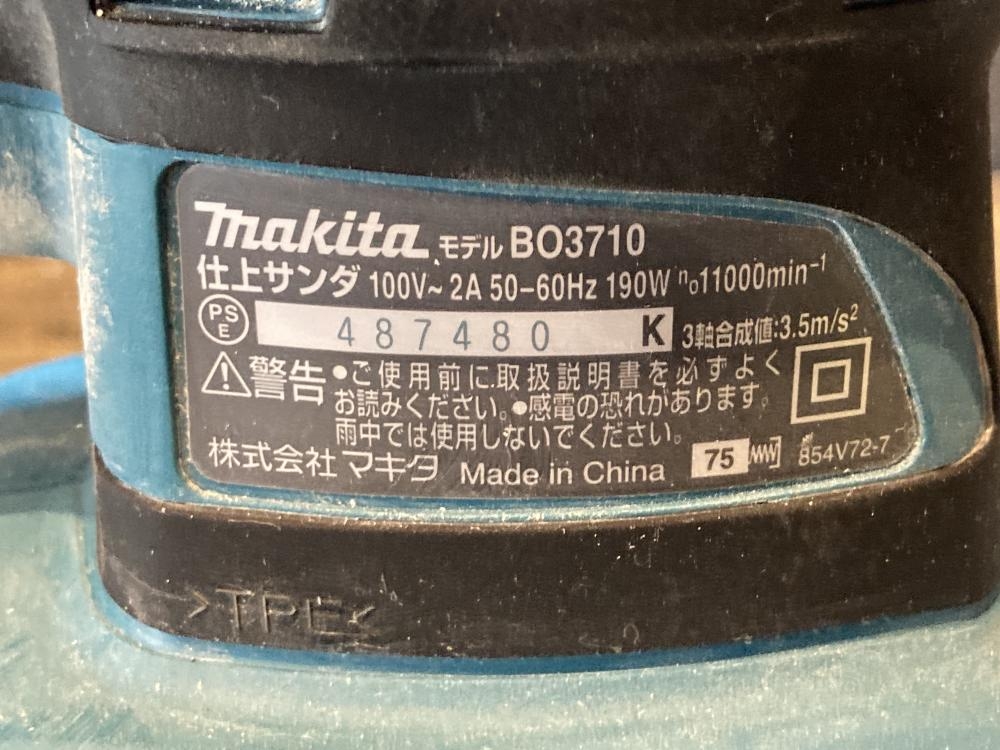 makita モデル BO3710
仕上サンダ 100V~ 2A 50-60Hz 190W n₀11000min⁻¹
PS
E
487480 K 3軸合成値:3.5m/s²
警告 ●ご使用前に取扱説明書を必ずよく
お読みください。●感電の恐れがあります。
雨中では使用しないでください。
株式会社 マキタ Made in China 75 854V72-7
>TPE<